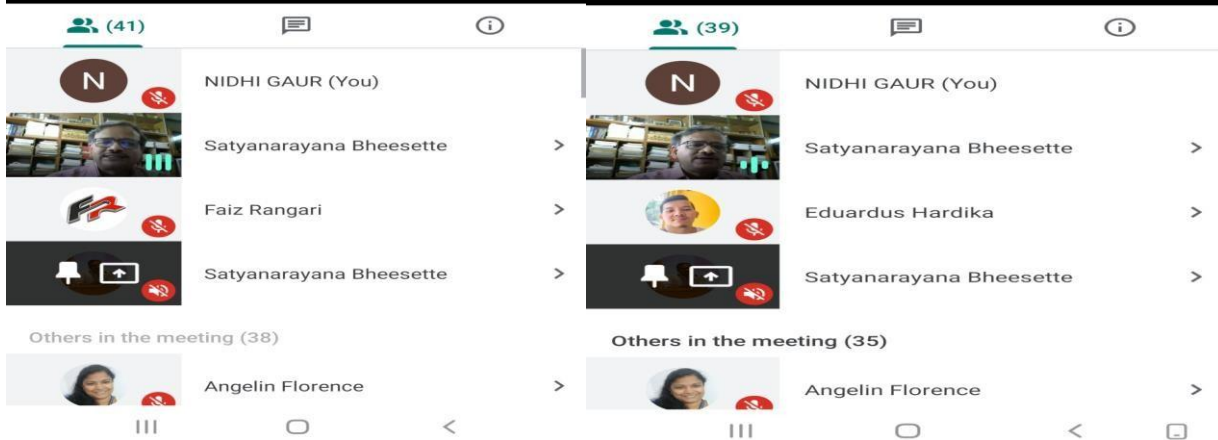 (41)
N
NIDHI GAUR (You)
Satyanarayana Bheesette
FR
Faiz Rangari
Satyanarayana Bheesette
Others in the meeting (38)
Angelin Florence
(39)
N
NIDHI GAUR (You)
Satyanarayana Bheesette
Eduardus Hardika
Satyanarayana Bheesette
Others in the meeting (35)
Angelin Florence